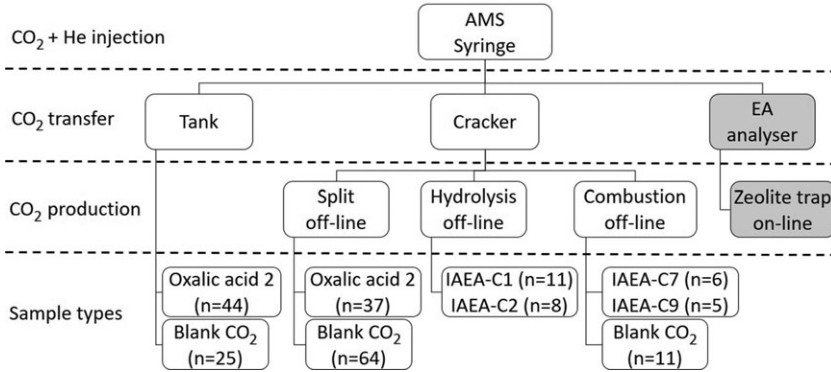 CO2 + He injection
AMS
Syringe
CO2 transfer
Tank
Cracker
EA
analyser
CO2 production
Split
off-line
Hydrolysis
off-line
Combustion
off-line
Zeolite trap
on-line
Sample types
Oxalic acid 2
(n=44)
Blank CO2
(n=25)
Oxalic acid 2
(n=37)
Blank CO2
(n=64)
IAEA-C1 (n=11)
IAEA-C2 (n=8)
IAEA-C7 (n=6)
IAEA-C9 (n=5)
Blank CO2
(n=11)